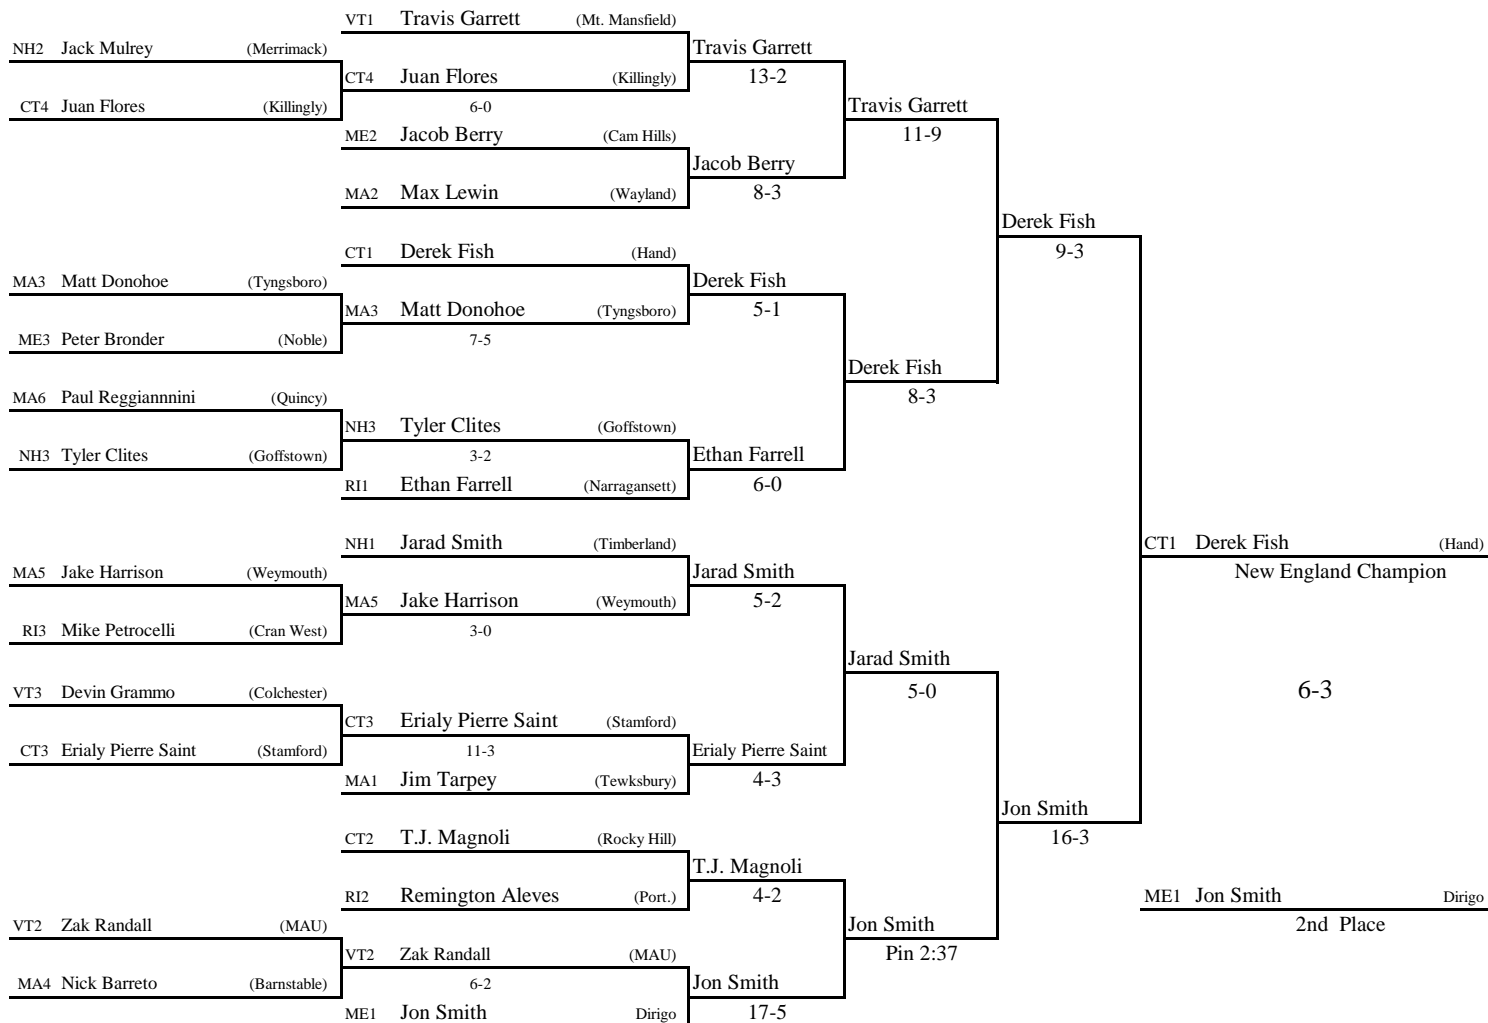 VT1 Travis Garrett (Mt. Mansfield)
NH2 Jack Mulrey (Merrimack) Travis Garrett
CT4 Juan Flores (Killingly) 13-2
CT4 Juan Flores (Killingly) 6-0 Travis Garrett
ME2 Jacob Berry (Cam Hills) 11-9
Jacob Berry
MA2 Max Lewin (Wayland) 8-3
Derek Fish
CT1 Derek Fish (Hand) 9-3
MA3 Matt Donohoe (Tyngsboro) Derek Fish
MA3 Matt Donohoe (Tyngsboro) 5-1
ME3 Peter Bronder (Noble) 7-5
Derek Fish
MA6 Paul Reggiannnini (Quincy) 8-3
NH3 Tyler Clites (Goffstown)
NH3 Tyler Clites (Goffstown) 3-2 Ethan Farrell
RI1 Ethan Farrell (Narragansett) 6-0
NH1 Jarad Smith (Timberland) CT1 Derek Fish (Hand)
MA5 Jake Harrison (Weymouth) Jarad Smith New England Champion
MA5 Jake Harrison (Weymouth) 5-2
RI3 Mike Petrocelli (Cran West) 3-0
Jarad Smith
VT3 Devin Grammo (Colchester) 5-0 6-3
CT3 Erialy Pierre Saint (Stamford)
CT3 Erialy Pierre Saint (Stamford) 11-3 Erialy Pierre Saint
MA1 Jim Tarpey (Tewksbury) 4-3
Jon Smith
CT2 T.J. Magnoli (Rocky Hill) 16-3
T.J. Magnoli
RI2 Remington Aleves (Port.) 4-2 ME1 Jon Smith Dirigo
VT2 Zak Randall (MAU) Jon Smith 2nd Place
VT2 Zak Randall (MAU) Pin 2:37
MA4 Nick Barreto (Barnstable) 6-2 Jon Smith
ME1 Jon Smith Dirigo 17-5